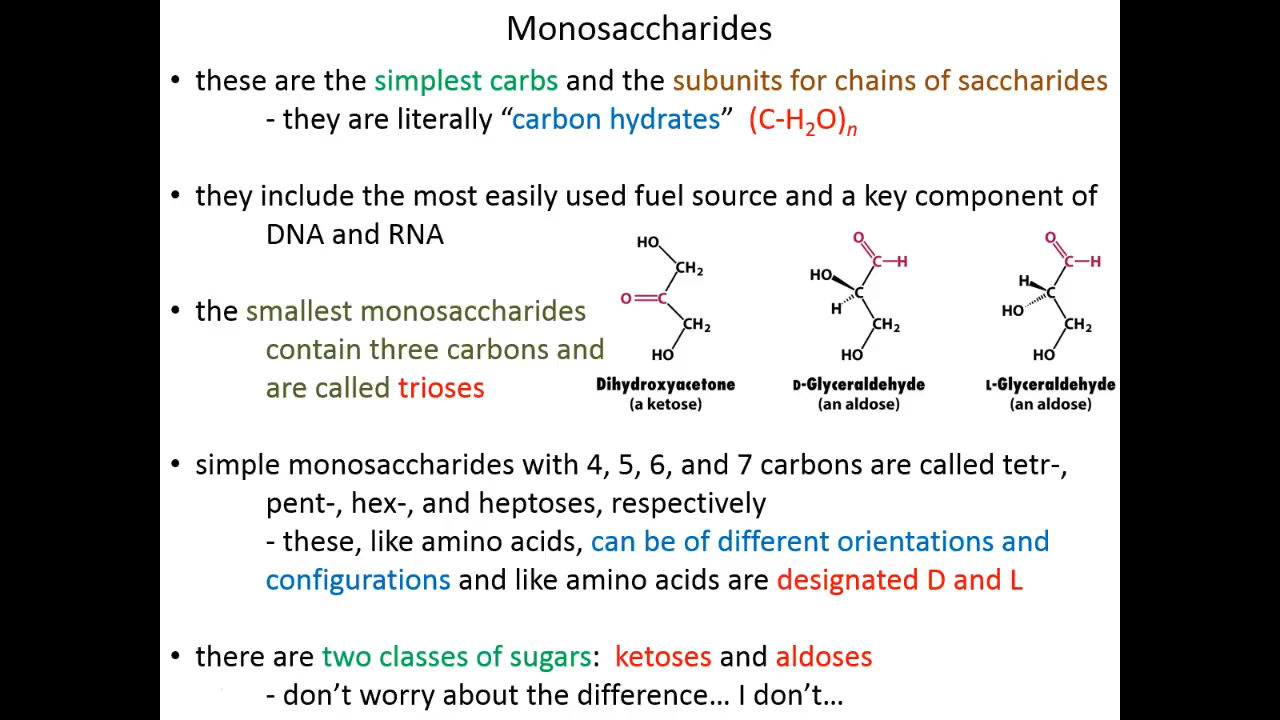 Monosaccharides
• these are the simplest carbs and the subunits for chains of saccharides
- they are literally “carbon hydrates” (C-H₂O)ₙ
• they include the most easily used fuel source and a key component of
DNA and RNA
• the smallest monosaccharides
contain three carbons and
are called trioses
HO
CH₂
O C
CH₂
HO
Dihydroxyacetone
(a ketose)
O
C H
HO
C
H
CH₂
HO
D-Glyceraldehyde
(an aldose)
O
C H
H
C
HO
CH₂
HO
L-Glyceraldehyde
(an aldose)
• simple monosaccharides with 4, 5, 6, and 7 carbons are called tetr-,
pent-, hex-, and heptoses, respectively
- these, like amino acids, can be of different orientations and
configurations and like amino acids are designated D and L
• there are two classes of sugars: ketoses and aldoses
- don’t worry about the difference… I don’t…